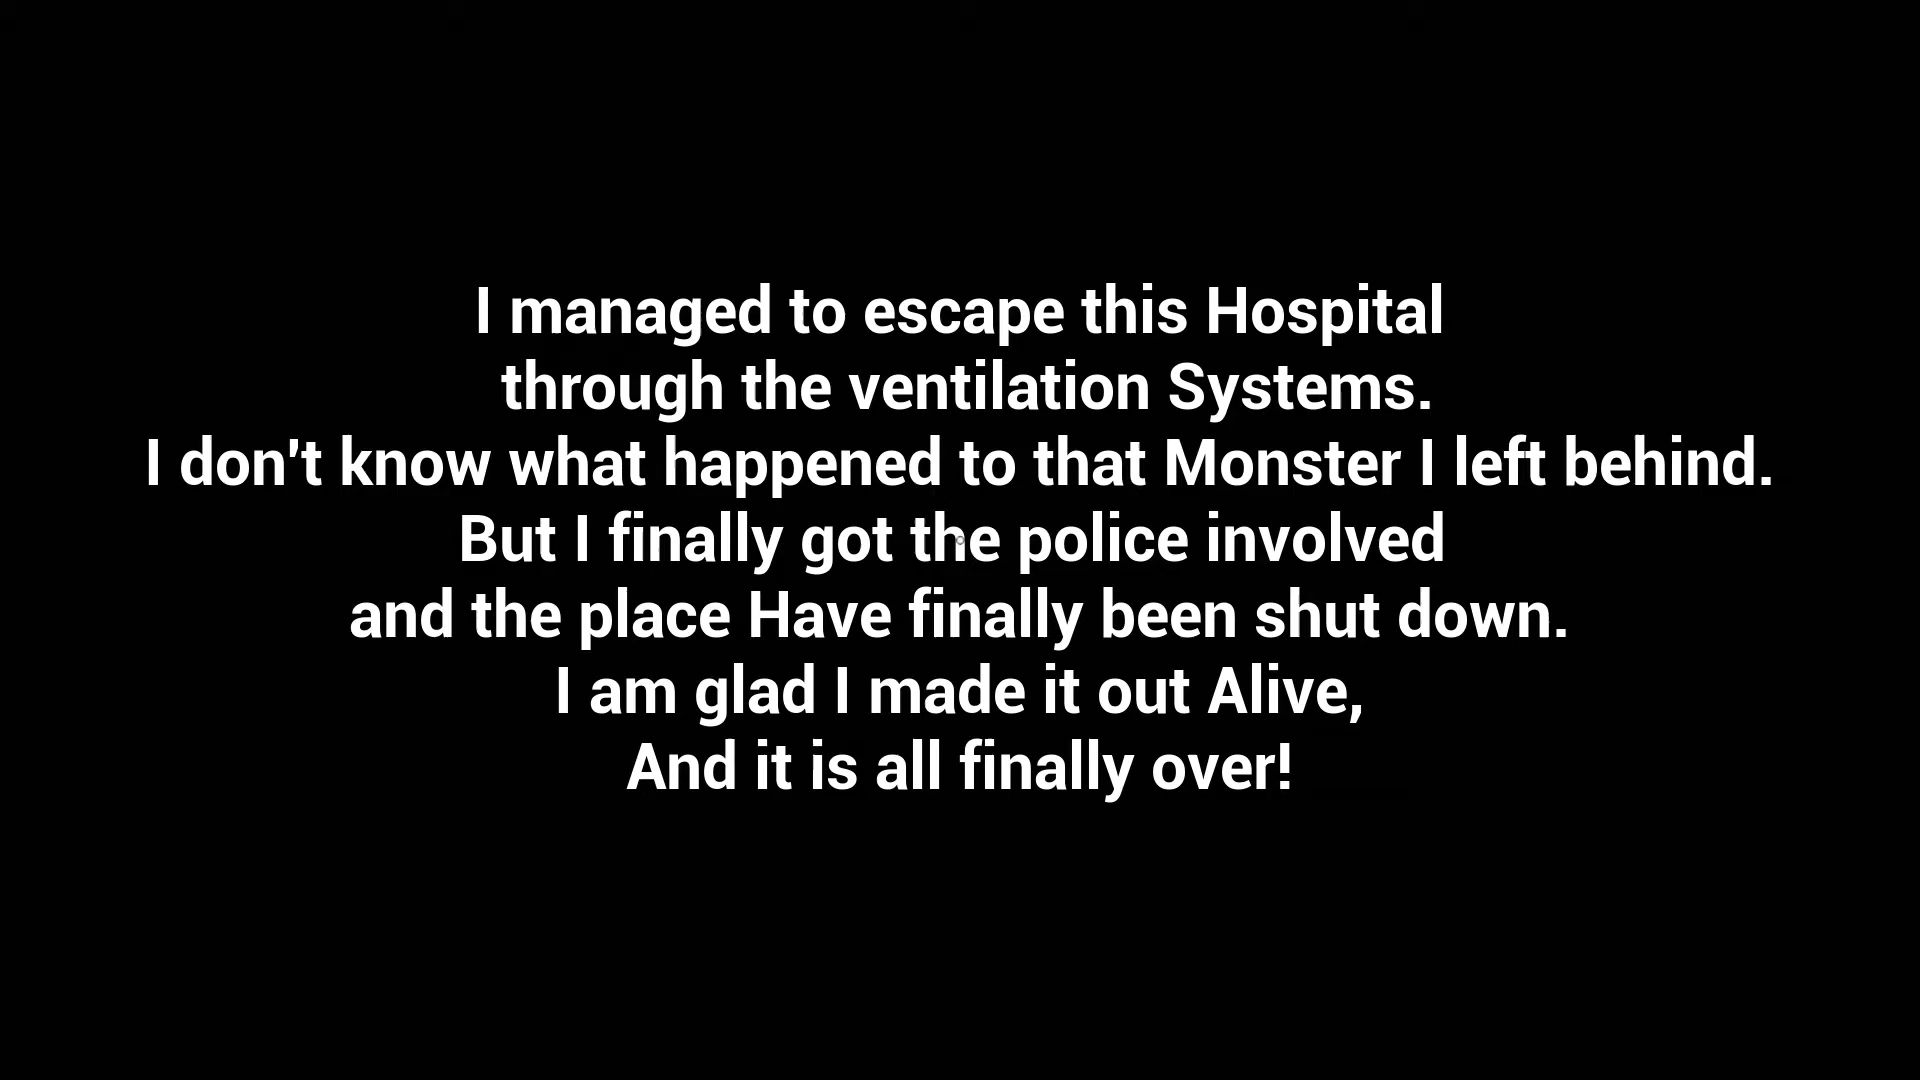 I managed to escape this Hospital
through the ventilation Systems.
I don't know what happened to that Monster I left behind.
But I finally got the police involved
and the place Have finally been shut down.
I am glad I made it out Alive,
And it is all finally over!